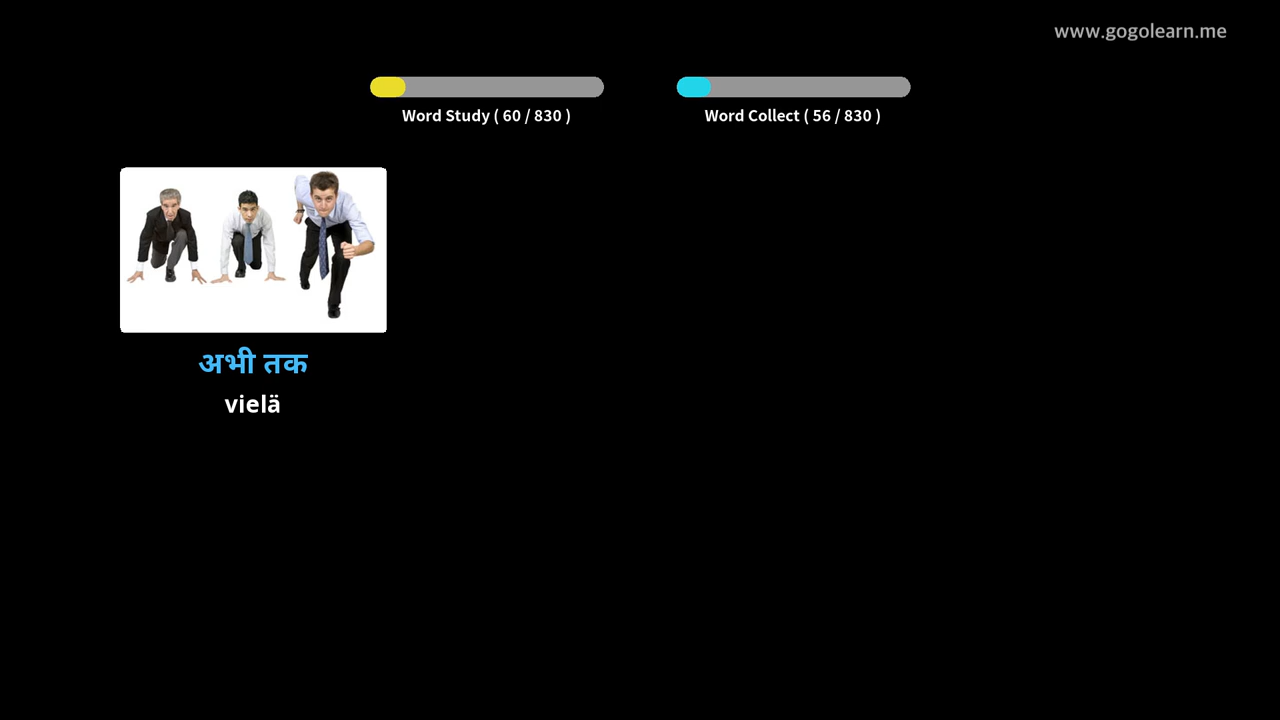 www.gogolearn.me
Word Study ( 60 / 830 )
Word Collect ( 56 / 830 )
अभी तक
vielä